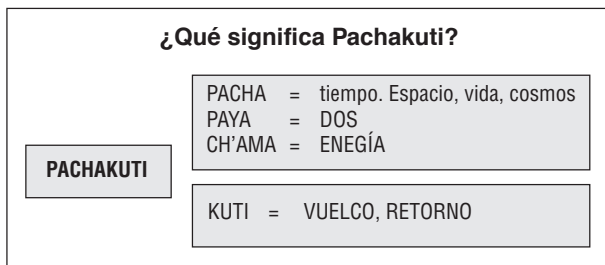 ¿Qué significa Pachakuti?
PACHA = tiempo. Espacio, vida, cosmos
PAYA = DOS
CH’AMA = ENEGÍA
PACHAKUTI
KUTI = VUELCO, RETORNO